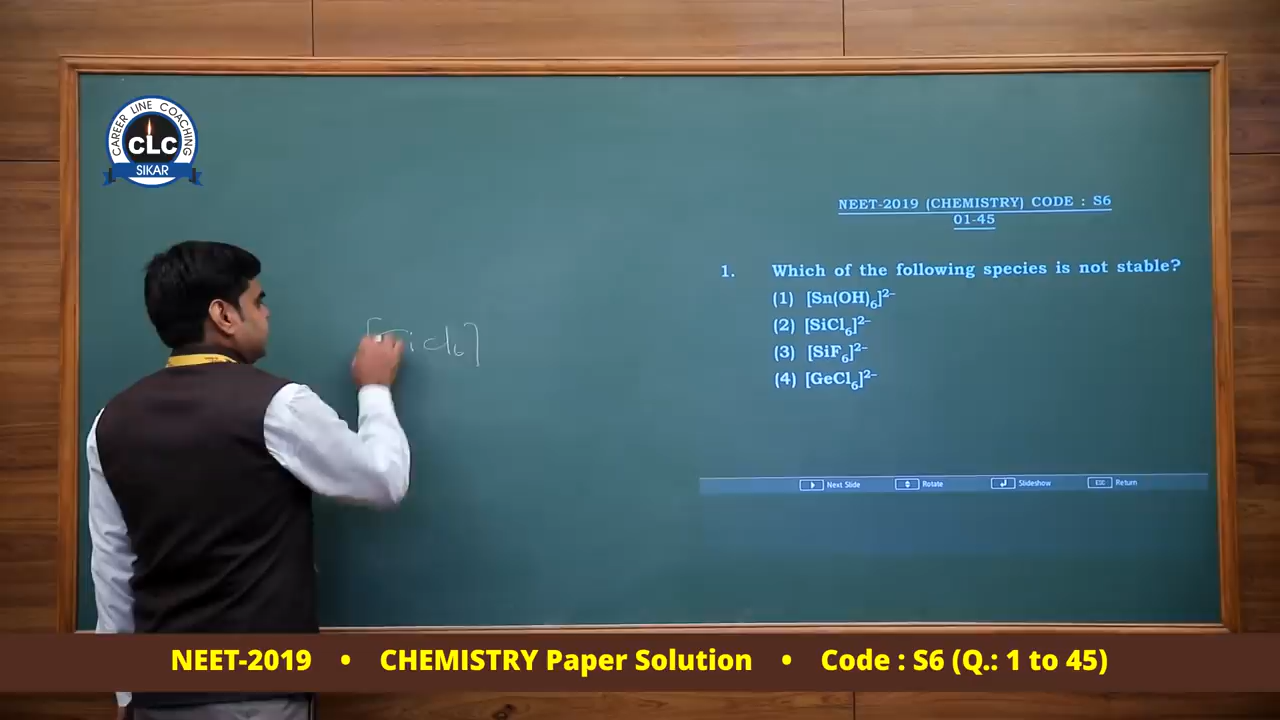 CAREER LINE COACHING
CLC
SIKAR
NEET-2019 (CHEMISTRY) CODE : S6
01-45
1. Which of the following species is not stable?
(1) [Sn(OH)₆]²⁻
(2) [SiCl₆]²⁻
(3) [SiF₆]²⁻
(4) [GeCl₆]²⁻
[SiCl₆]
Next Slide
Rotate
Slideshow
ESC Return
NEET-2019 • CHEMISTRY Paper Solution • Code : S6 (Q.: 1 to 45)